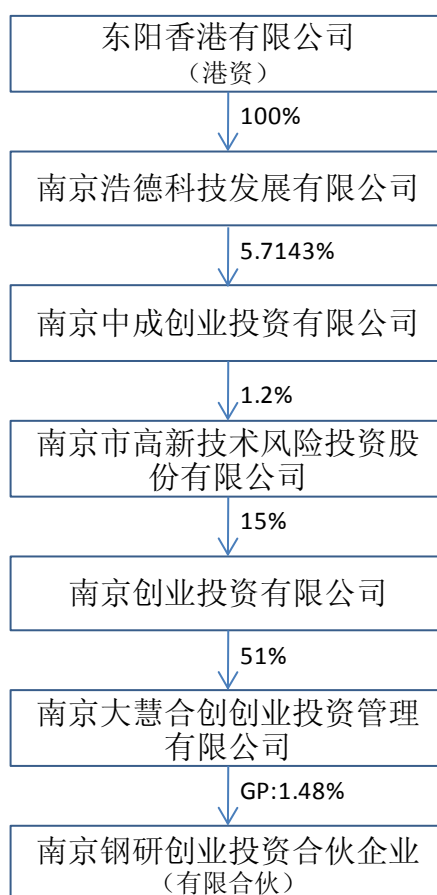 东阳香港有限公司
（港资）
100%
南京浩德科技发展有限公司
5.7143%
南京中成创业投资有限公司
1.2%
南京市高新技术风险投资股
份有限公司
15%
南京创业投资有限公司
51%
南京大慧合创创业投资管理
有限公司
GP:1.48%
南京钢研创业投资合伙企业
（有限合伙）